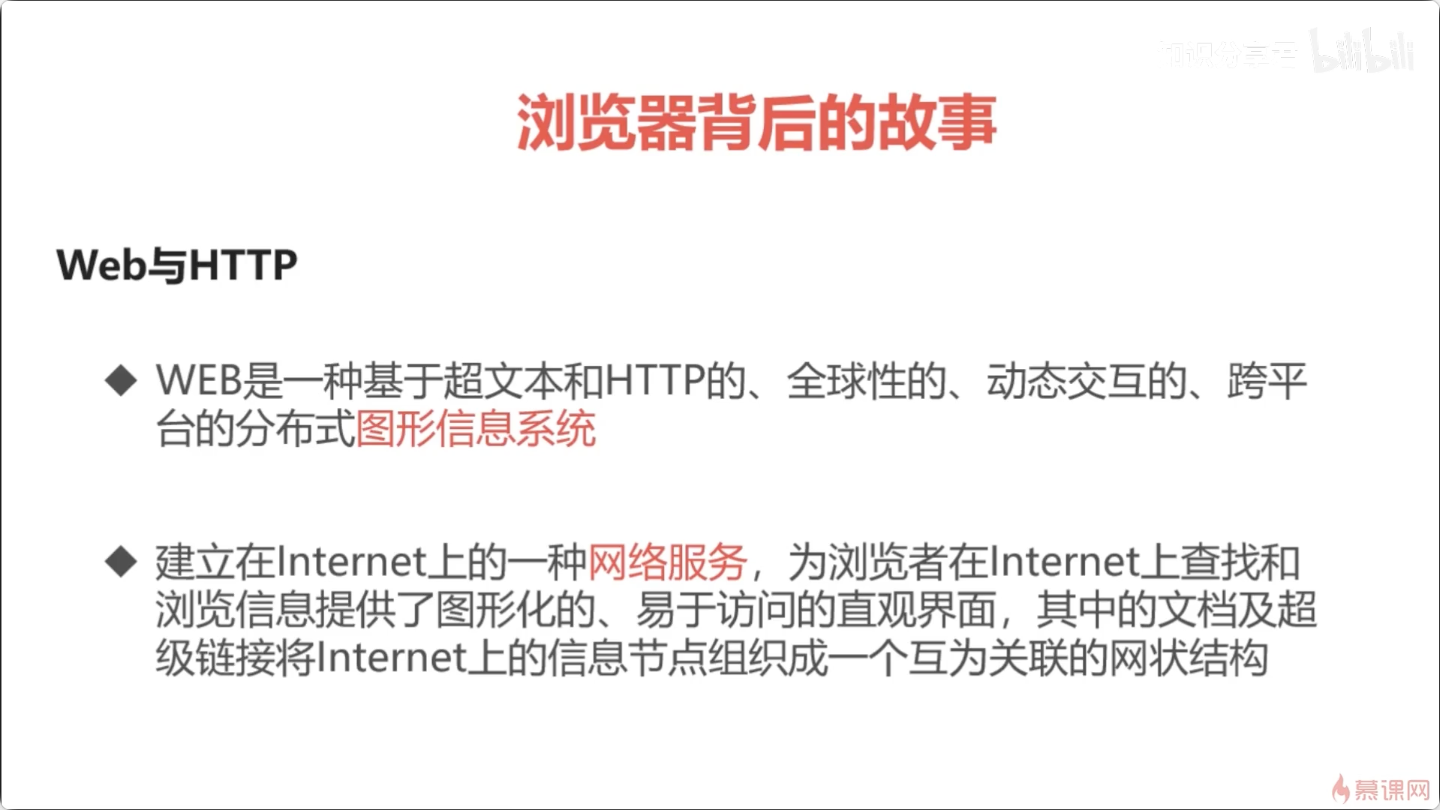 bilibili
浏览器背后的故事
Web与HTTP
◆ WEB是一种基于超文本和HTTP的、全球性的、动态交互的、跨平
台的分布式图形信息系统
◆ 建立在Internet上的一种网络服务，为浏览者在Internet上查找和
浏览信息提供了图形化的、易于访问的直观界面，其中的文档及超
级链接将Internet上的信息节点组织成一个互为关联的网状结构
慕课网